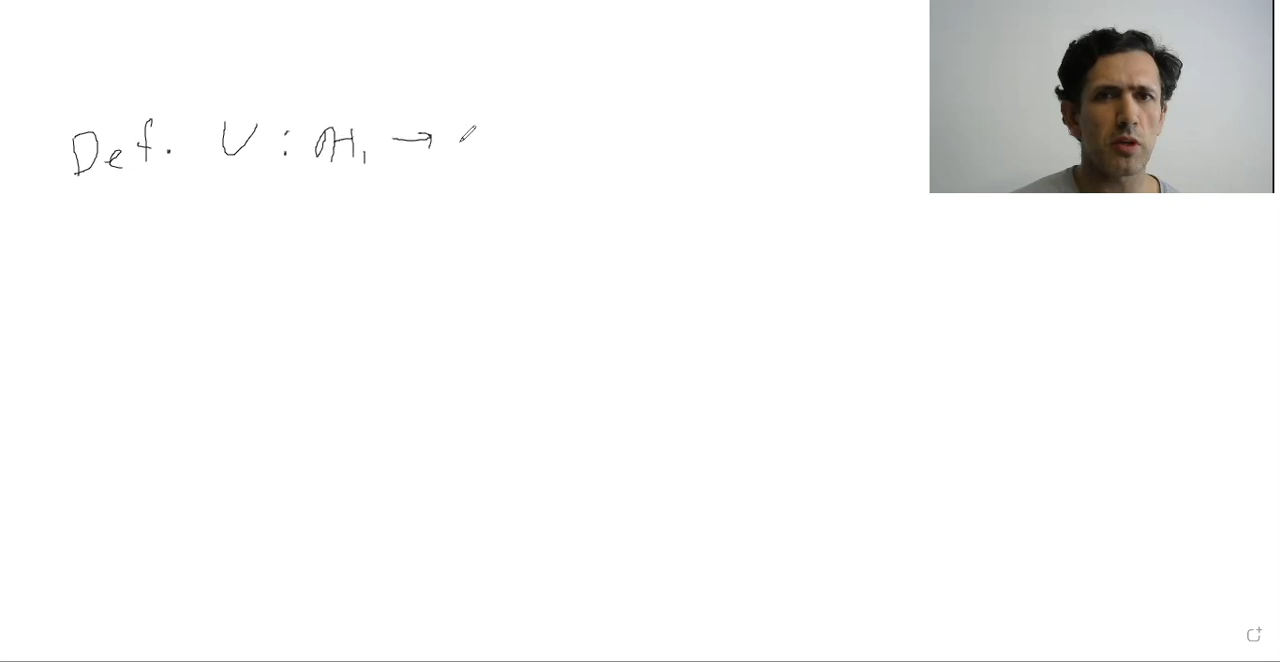 Def. U : ℋ₁ →